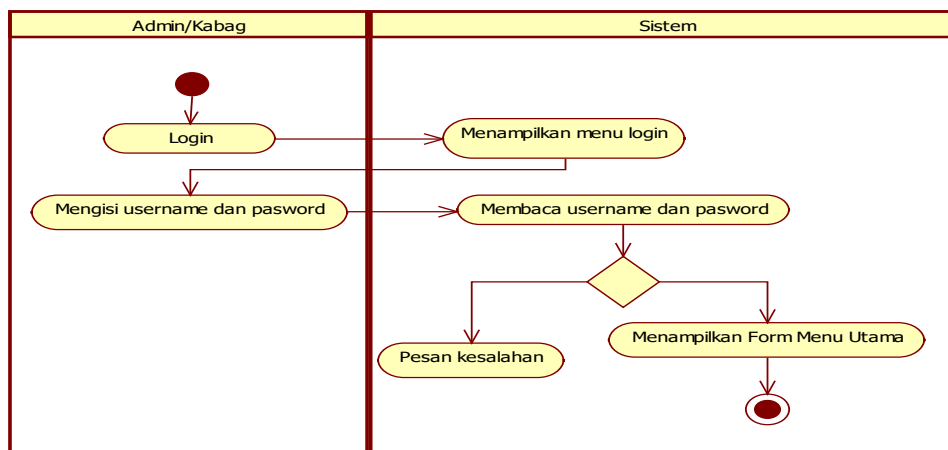 Admin/Kabag
Sistem
Login
Menampilkan menu login
Mengisi username dan pasword
Membaca username dan pasword
Pesan kesalahan
Menampilkan Form Menu Utama